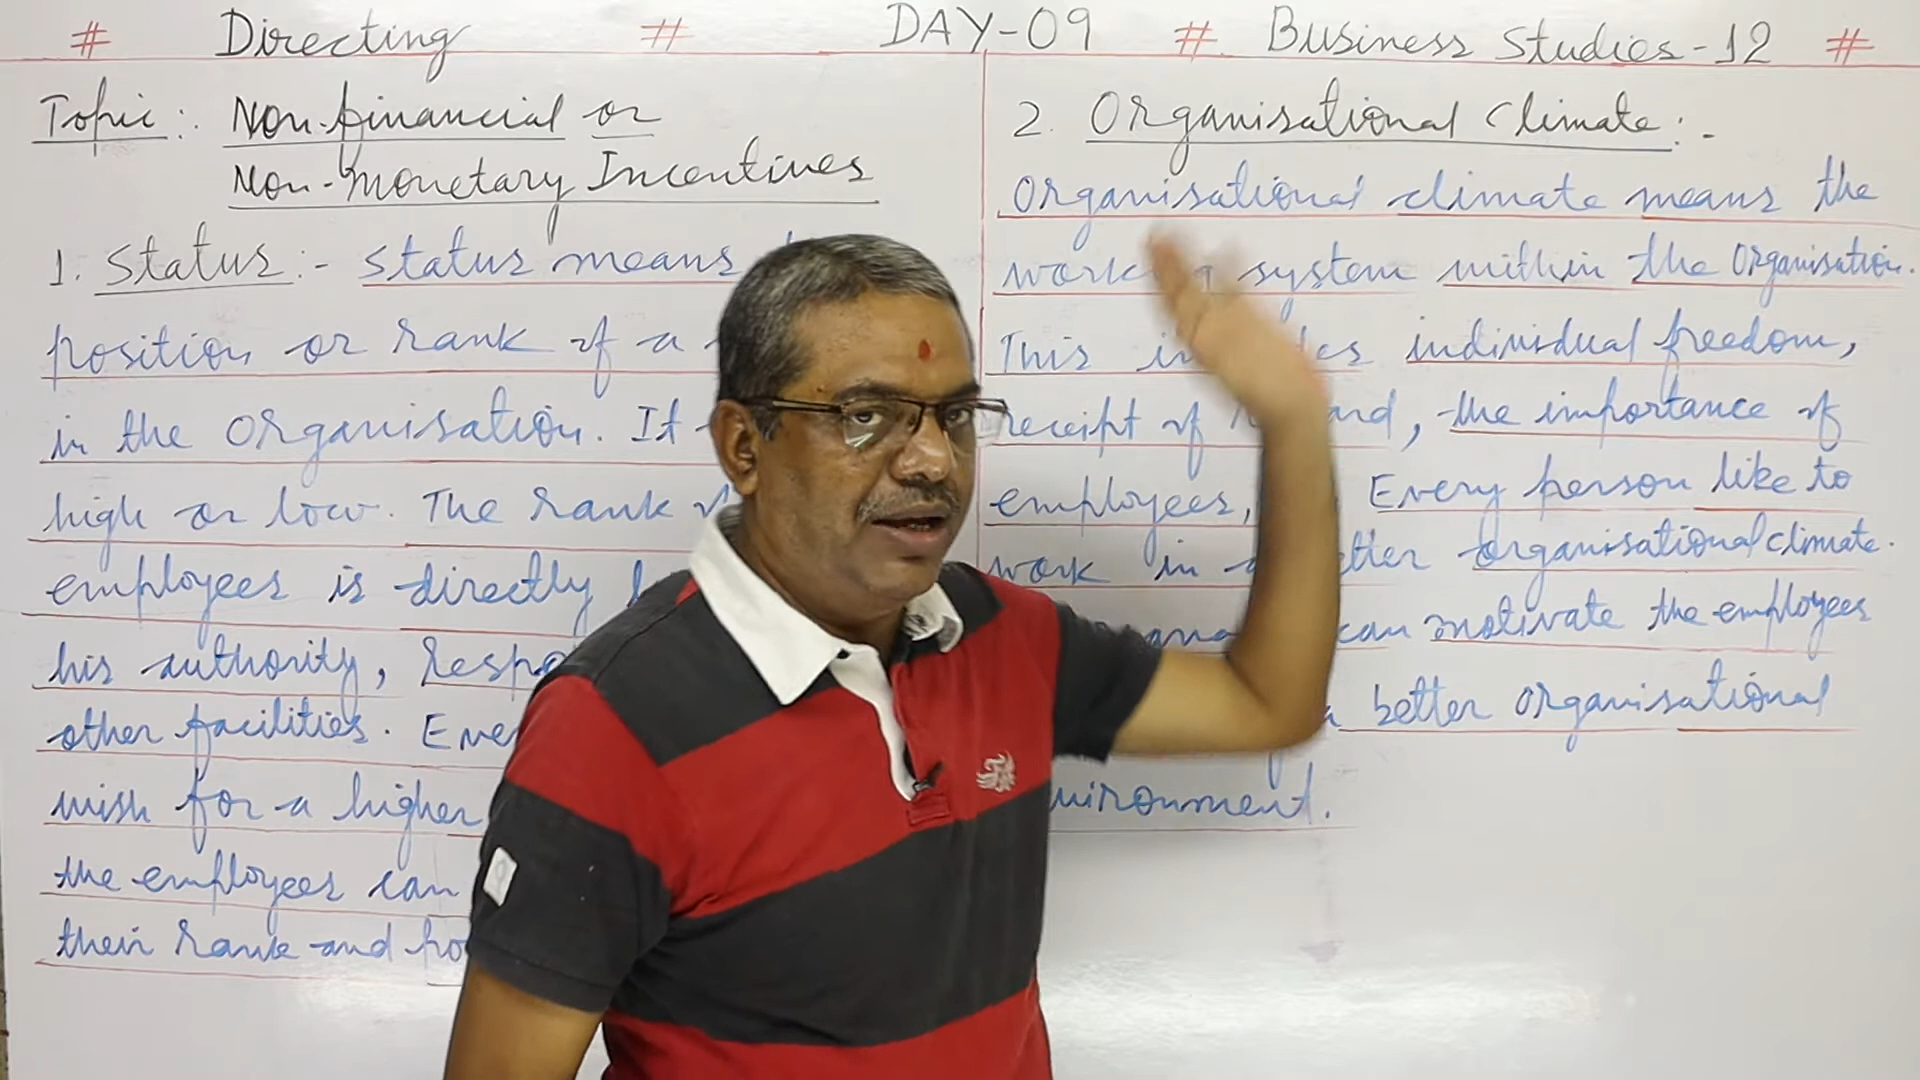 # Directing # DAY-09 # Business Studies-12 #
Topic:. Non-financial or
Non-Monetary Incentives
1. Status:- Status means
position or rank of a
in the organisation. It
high or low. The rank
employees is directly
his authority,
other facilities.
wish for a higher
the employees can
their rank and
2. Organisational Climate:-
Organisational climate means the
system within the organisation.
This individual freedom,
receipt of the importance of
employees, Every person like to
work in organisational climate.
can motivate the employees
better organisational